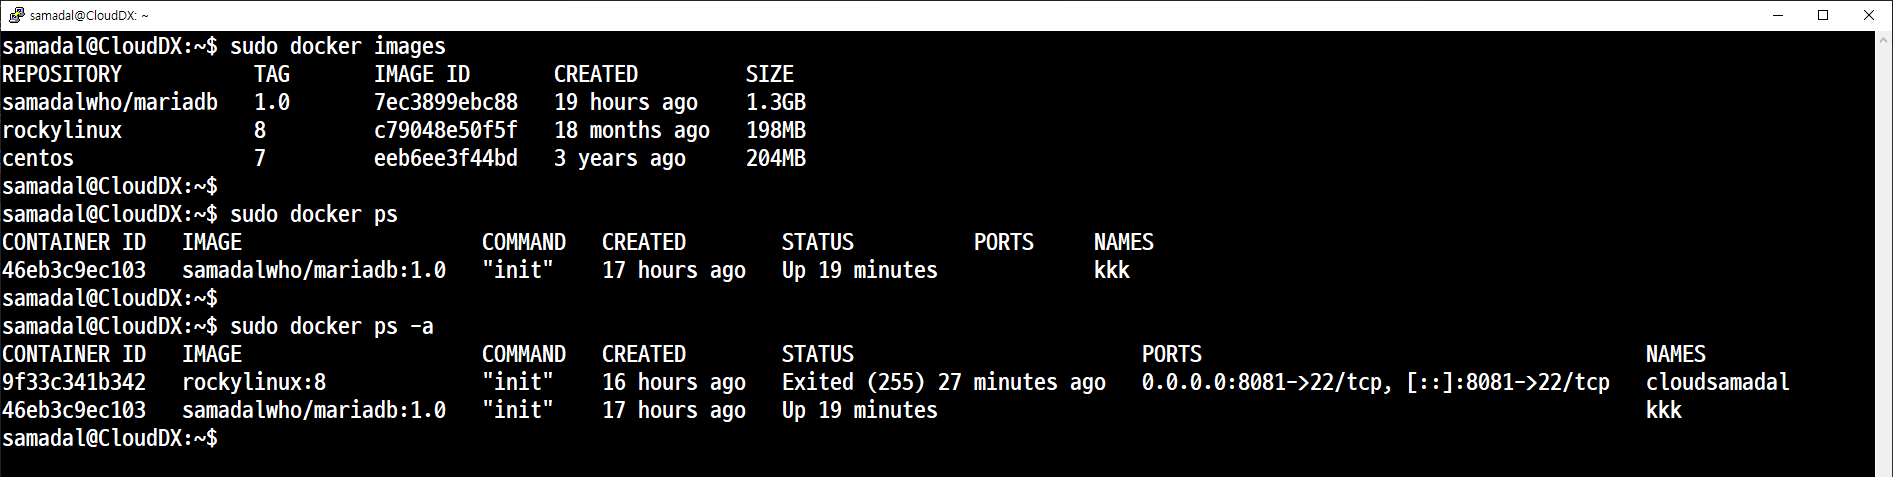 samadal@CloudDX: ~
samadal@CloudDX:~$ sudo docker images
REPOSITORY           TAG       IMAGE ID       CREATED         SIZE
samadalwho/mariadb   1.0       7ec3899ebc88   19 hours ago    1.3GB
rockylinux           8         c79048e50f5f   18 months ago   198MB
centos               7         eeb6ee3f44bd   3 years ago     204MB
samadal@CloudDX:~$
samadal@CloudDX:~$ sudo docker ps
CONTAINER ID   IMAGE                    COMMAND   CREATED        STATUS          PORTS     NAMES
46eb3c9ec103   samadalwho/mariadb:1.0   "init"    17 hours ago   Up 19 minutes             kkk
samadal@CloudDX:~$
samadal@CloudDX:~$ sudo docker ps -a
CONTAINER ID   IMAGE                    COMMAND   CREATED        STATUS                        PORTS                                     NAMES
9f33c341b342   rockylinux:8             "init"    16 hours ago   Exited (255) 27 minutes ago   0.0.0.0:8081->22/tcp, [::]:8081->22/tcp   cloudsamadal
46eb3c9ec103   samadalwho/mariadb:1.0   "init"    17 hours ago   Up 19 minutes                                                           kkk
samadal@CloudDX:~$